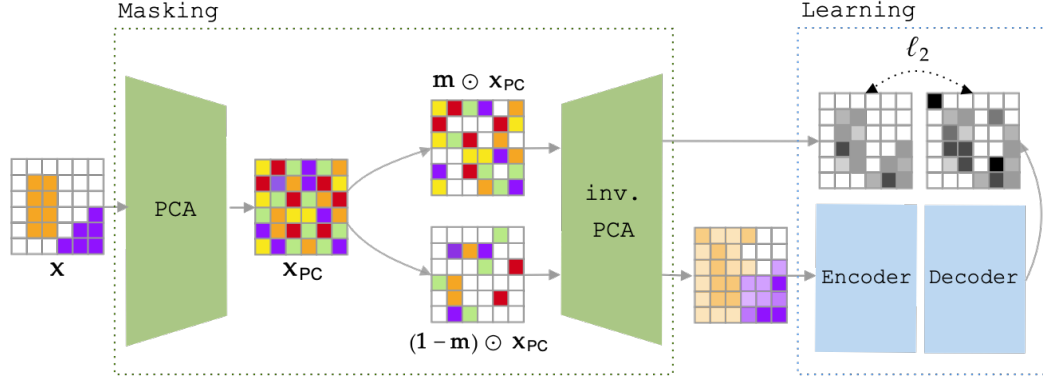 Masking
Learning
ℓ2
m ⊙ xPC
PCA
inv.
PCA
x
xPC
Encoder
Decoder
(1 − m) ⊙ xPC